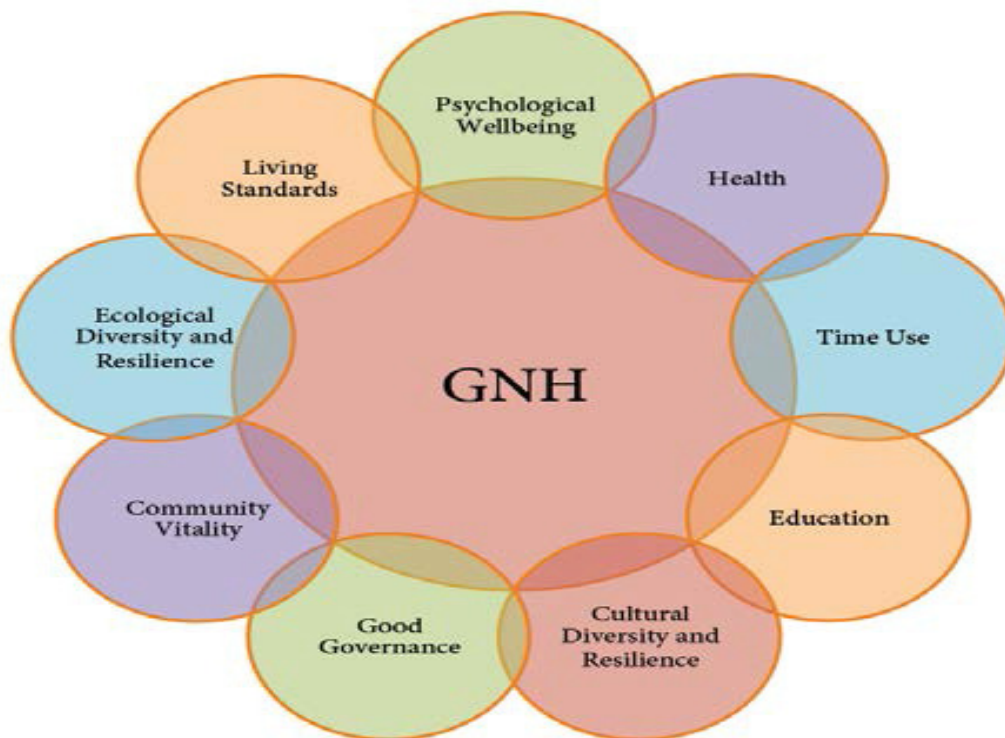 Psychological
Wellbeing
Health
Time Use
Education
Cultural
Diversity and
Resilience
Good
Governance
Community
Vitality
Ecological
Diversity and
Resilience
Living
Standards
GNH